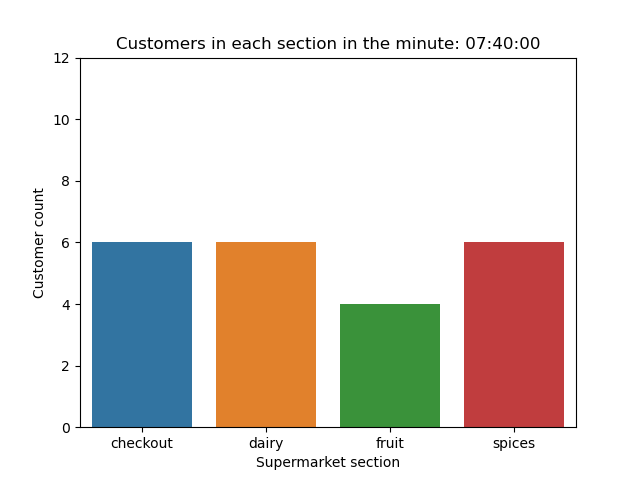 Customers in each section in the minute: 07:40:00
12
10
8
6
4
2
0
Customer count
checkout dairy fruit spices
Supermarket section